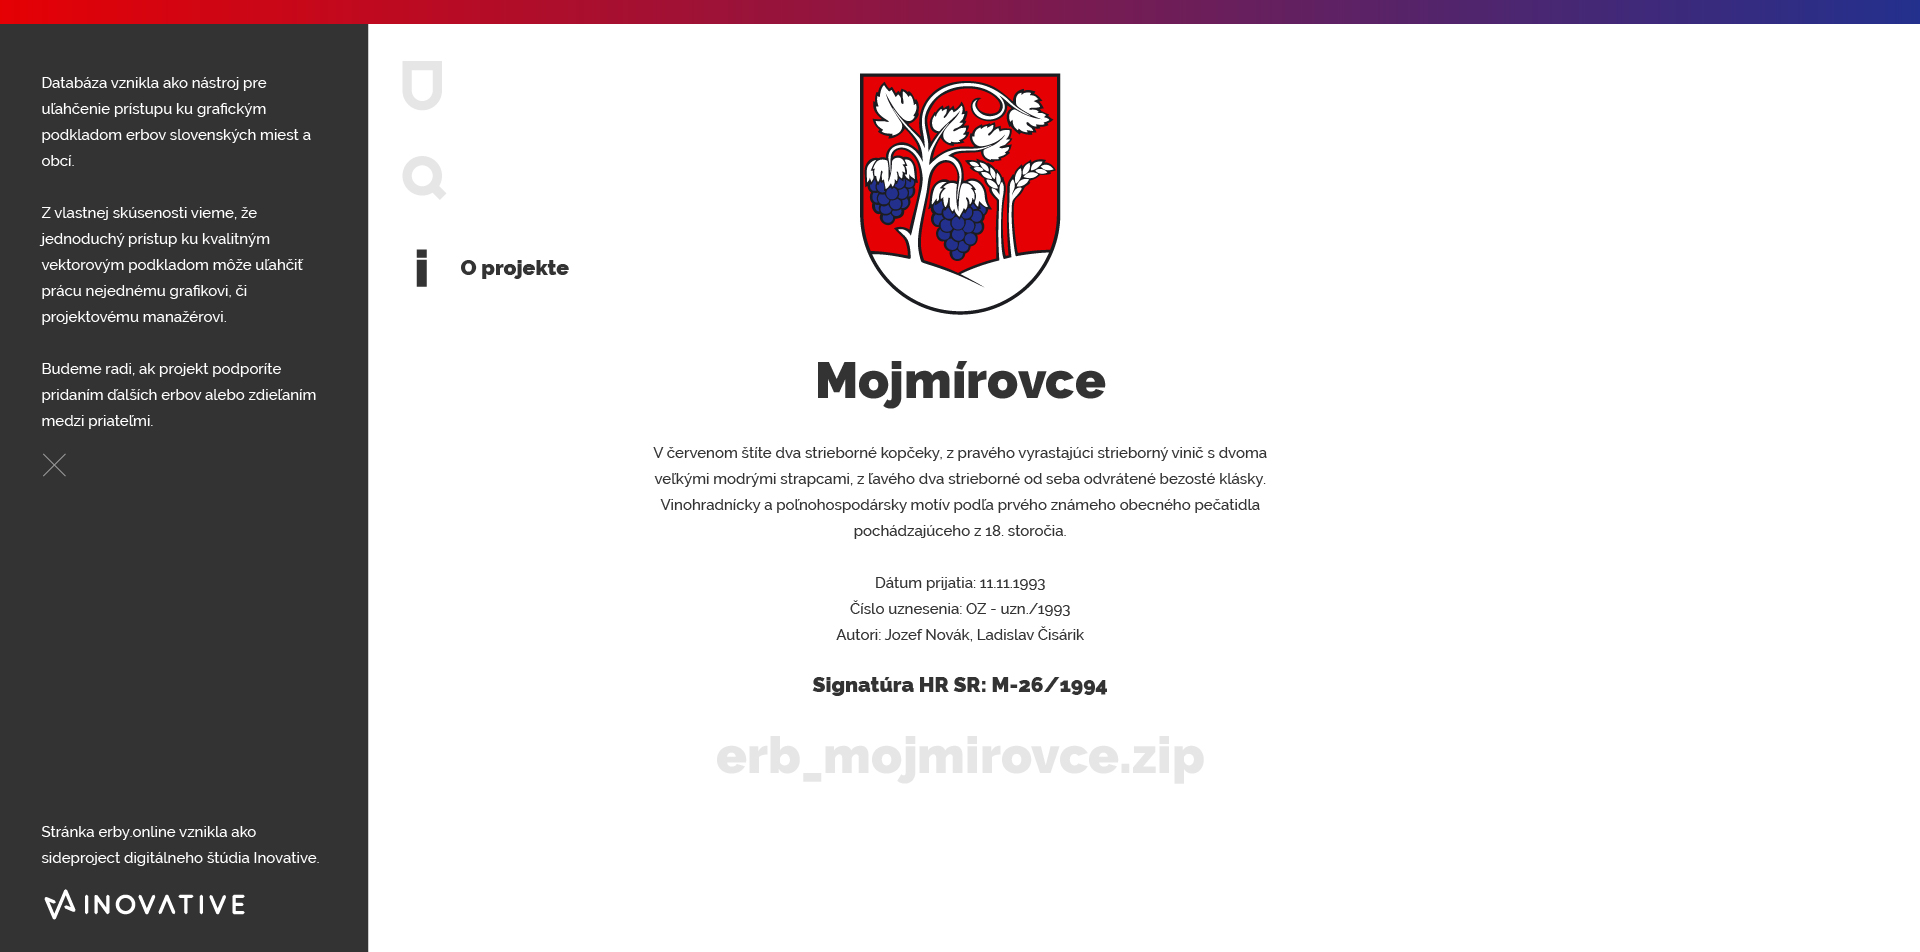 Databáza vznikla ako nástroj pre
uľahčenie prístupu ku grafickým
podkladom erbov slovenských miest a
obcí.
Z vlastnej skúsenosti vieme, že
jednoduchý prístup ku kvalitným
vektorovým podkladom môže uľahčiť
prácu nejednému grafikovi, či
projektovému manažérovi.
Budeme radi, ak projekt podporíte
pridaním ďalších erbov alebo zdieľaním
medzi priateľmi.
Stránka erby.online vznikla ako
sideproject digitálneho štúdia Inovative.
INOVATIVE
O projekte
Mojmírovce
V červenom štíte dva strieborné kopčeky, z pravého vyrastajúci strieborný vinič s dvoma
veľkými modrými strapcami, z ľavého dva strieborné od seba odvrátené bezosté klásky.
Vinohradnícky a poľnohospodársky motív podľa prvého známeho obecného pečatidla
pochádzajúceho z 18. storočia.
Dátum prijatia: 11.11.1993
Číslo uznesenia: OZ - uzn./1993
Autori: Jozef Novák, Ladislav Čisárik
Signatúra HR SR: M-26/1994
erb_mojmirovce.zip